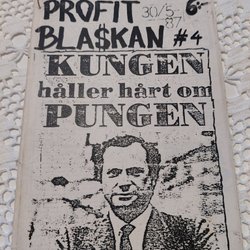 PROFIT 30/5- 6:-
BLA$KAN #4 87
KUNGEN
håller hårt om
PUNGEN